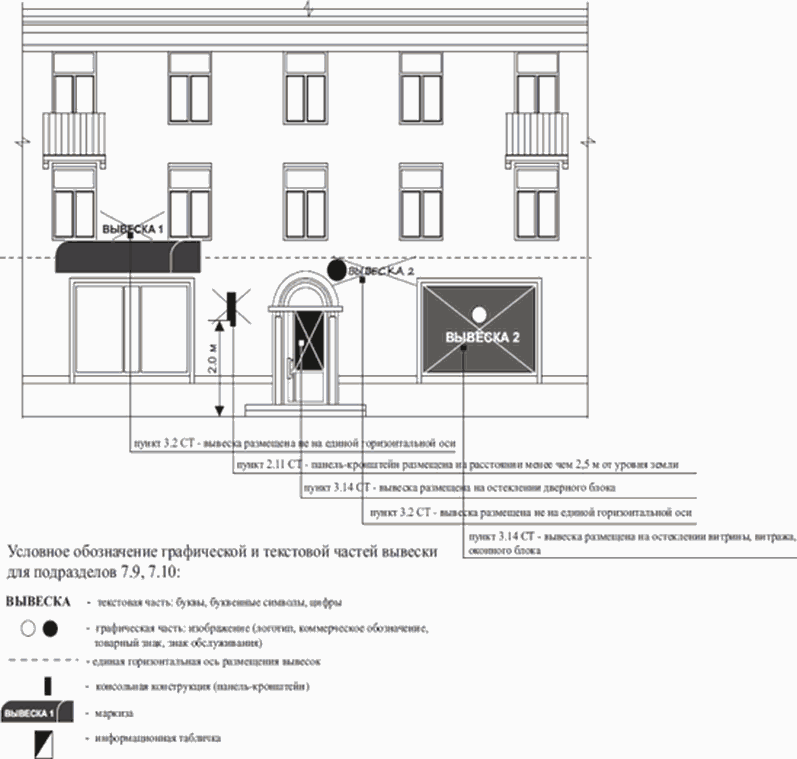 ВЫВЕСКА 1
ВЫВЕСКА 2
ВЫВЕСКА 2
2.0 м
пункт 3.2 СТ - вывеска размещена не на единой горизонтальной оси
пункт 2.11 СТ - панель-кронштейн размещена на расстоянии менее чем 2,5 м от уровня земли
пункт 3.14 СТ - вывеска размещена на остеклении дверного блока
пункт 3.2 СТ - вывеска размещена не на единой горизонтальной оси
пункт 3.14 СТ - вывеска размещена на остеклении витрины, витража,
оконного блока
Условное обозначение графической и текстовой частей вывески
для подразделов 7.9, 7.10:
ВЫВЕСКА - текстовая часть: буквы, буквенные символы, цифры
- графическая часть: изображение (логотип, коммерческое обозначение,
товарный знак, знак обслуживания)
- единая горизонтальная ось размещения вывесок
- консольная конструкция (панель-кронштейн)
ВЫВЕСКА 1 - маркиза
- информационная табличка